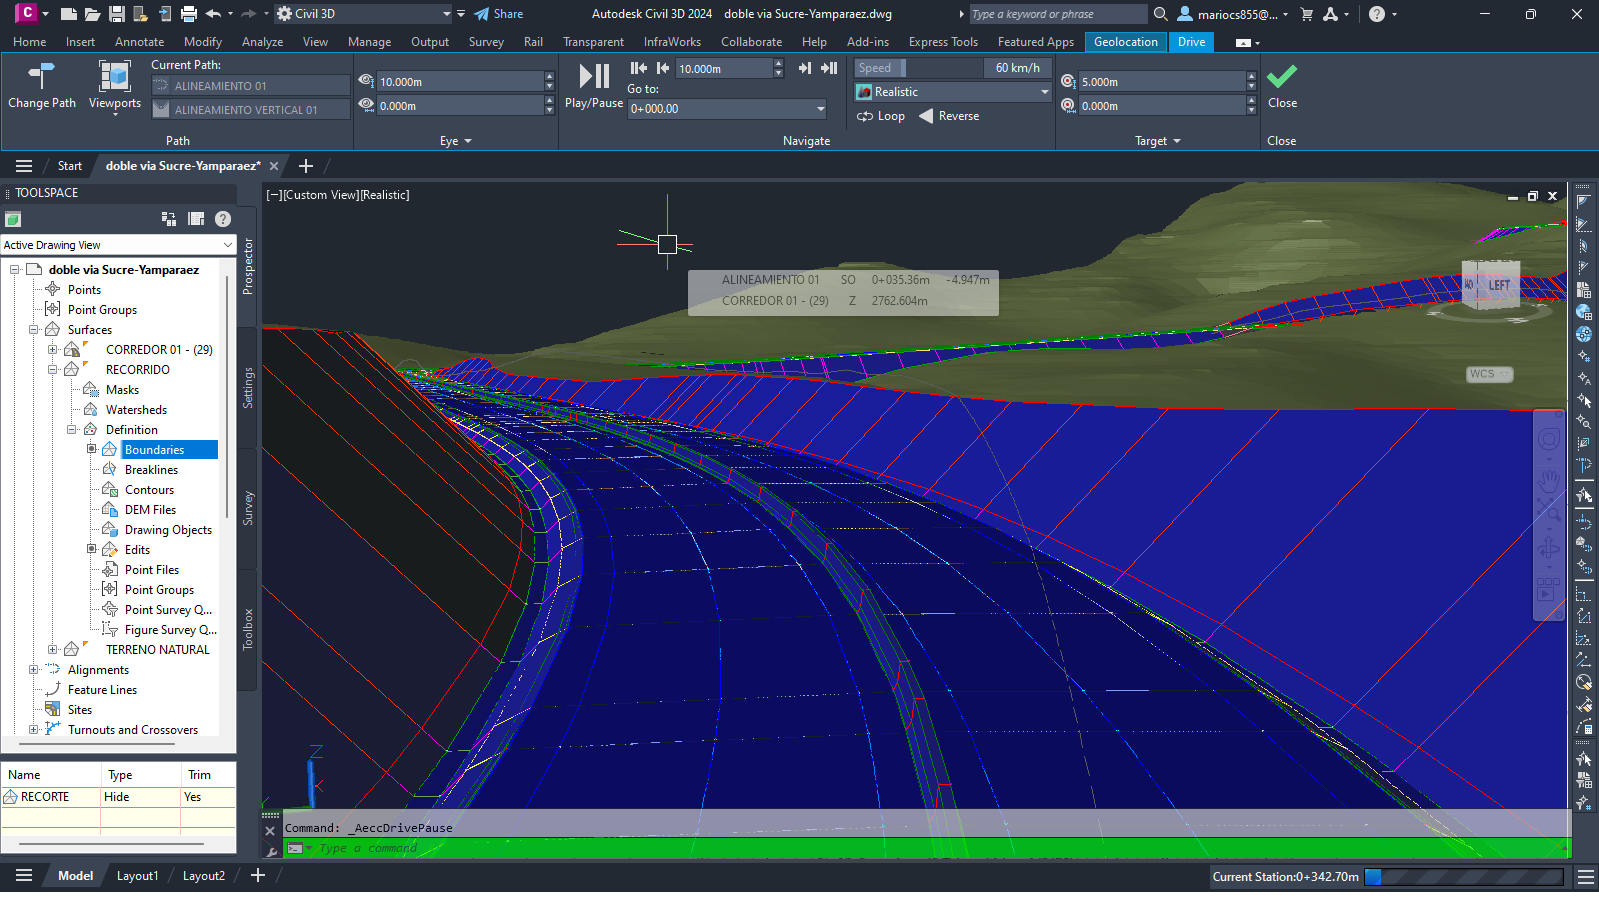 Civil 3D
Share
Autodesk Civil 3D 2024 doble via Sucre-Yamparaez.dwg
Type a keyword or phrase
mariocs855@...
Home Insert Annotate Modify Analyze View Manage Output Survey Rail Transparent InfraWorks Collaborate Help Add-ins Express Tools Featured Apps Geolocation Drive
Change Path
Viewports
Current Path:
ALINEAMIENTO 01
ALINEAMIENTO VERTICAL 01
Path
10.000m
0.000m
Eye
Play/Pause
10.000m
Go to:
0+000.00
Speed 60 km/h
Realistic
Loop Reverse
Navigate
5.000m
0.000m
Target
Close
Close
Start doble via Sucre-Yamparaez*
TOOLSPACE
Active Drawing View
doble via Sucre-Yamparaez
Points
Point Groups
Surfaces
CORREDOR 01 - (29)
RECORRIDO
Masks
Watersheds
Definition
Boundaries
Breaklines
Contours
DEM Files
Drawing Objects
Edits
Point Files
Point Groups
Point Survey Q...
Figure Survey Q...
TERRENO NATURAL
Alignments
Feature Lines
Sites
Turnouts and Crossovers
Prospector
Settings
Survey
Toolbox
Name Type Trim
RECORTE Hide Yes
[−][Custom View][Realistic]
ALINEAMIENTO 01 SO 0+035.36m -4.947m
CORREDOR 01 - (29) Z 2762.604m
LEFT
WCS
Z
Command: _AeccDrivePause
Type a command
Model Layout1 Layout2
Current Station:0+342.70m